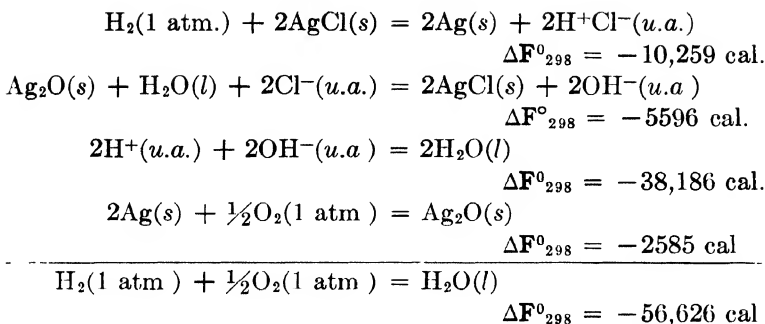 H₂(1 atm.) + 2AgCl(s) = 2Ag(s) + 2H⁺Cl⁻(u.a.)
ΔF⁰₂₉₈ = −10,259 cal.
Ag₂O(s) + H₂O(l) + 2Cl⁻(u.a.) = 2AgCl(s) + 2OH⁻(u.a )
ΔF°₂₉₈ = −5596 cal.
2H⁺(u.a.) + 2OH⁻(u.a ) = 2H₂O(l)
ΔF⁰₂₉₈ = −38,186 cal.
2Ag(s) + ½O₂(1 atm ) = Ag₂O(s)
ΔF⁰₂₉₈ = −2585 cal
H₂(1 atm ) + ½O₂(1 atm ) = H₂O(l)
ΔF⁰₂₉₈ = −56,626 cal